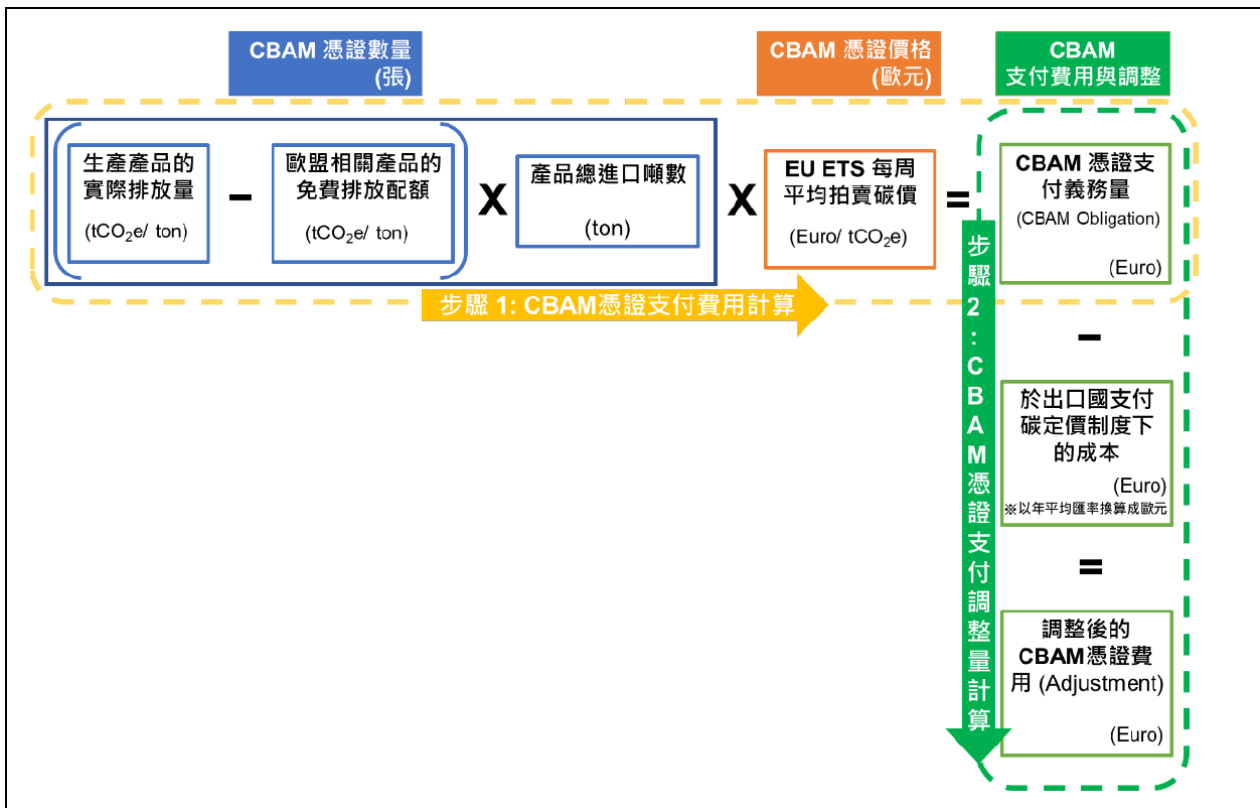 CBAM 憑證數量
(張)
CBAM 憑證價格
(歐元)
CBAM
支付費用與調整
生產產品的
實際排放量
(tCO₂e/ ton)
–
歐盟相關產品的
免費排放配額
(tCO₂e/ ton)
X
產品總進口噸數
(ton)
X
EU ETS 每周
平均拍賣碳價
(Euro/ tCO₂e)
=
CBAM 憑證支
付義務量
(CBAM Obligation)
(Euro)
步驟 1: CBAM憑證支付費用計算
步驟2:CBAM憑證支付調整量計算
–
於出口國支付
碳定價制度下
的成本
(Euro)
※以年平均匯率換算成歐元
=
調整後的
CBAM憑證費
用 (Adjustment)
(Euro)